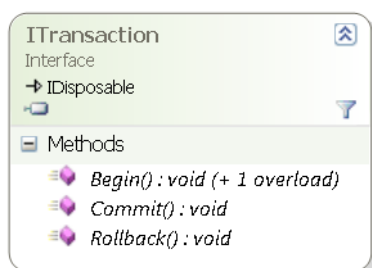 ITransaction
Interface
IDisposable
Methods
Begin() : void (+ 1 overload)
Commit() : void
Rollback() : void